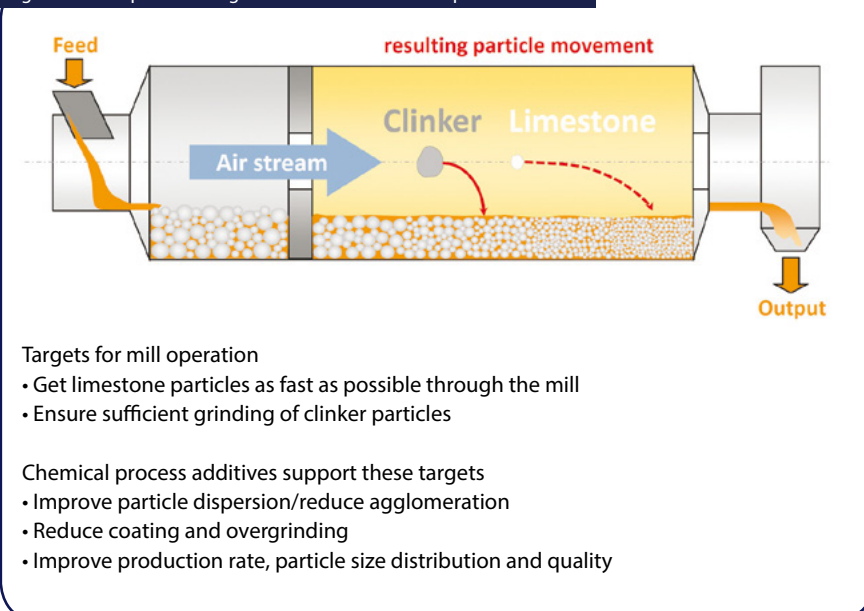 Feed
resulting particle movement
Clinker Limestone
Air stream
Output
Targets for mill operation
• Get limestone particles as fast as possible through the mill
• Ensure sufficient grinding of clinker particles
Chemical process additives support these targets
• Improve particle dispersion/reduce agglomeration
• Reduce coating and overgrinding
• Improve production rate, particle size distribution and quality